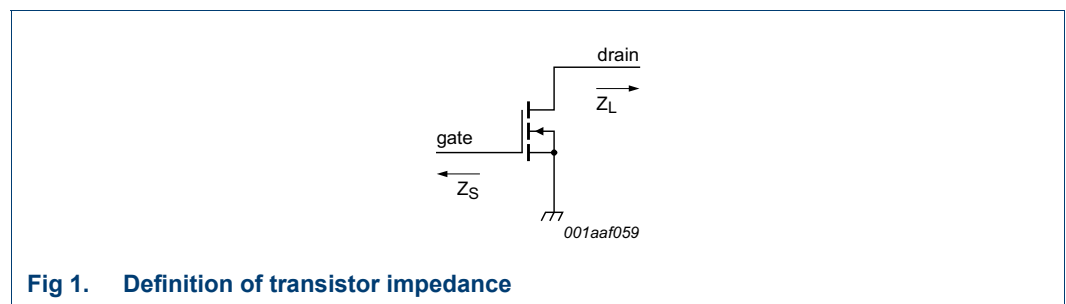 drain
Z_L
gate
Z_S
001aaf059
Fig 1. Definition of transistor impedance